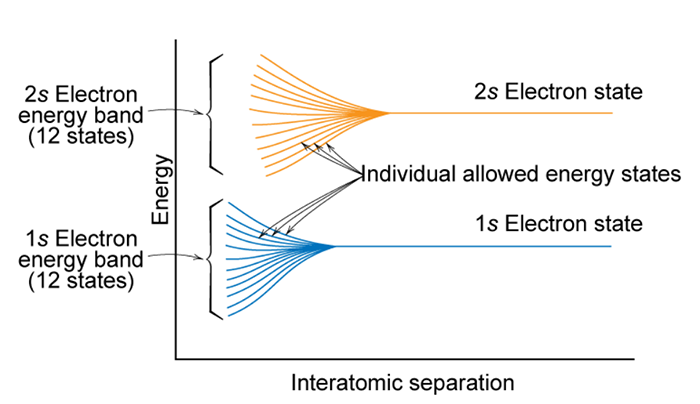 2s Electron
energy band
(12 states)
2s Electron state
Individual allowed energy states
Energy
1s Electron
energy band
(12 states)
1s Electron state
Interatomic separation